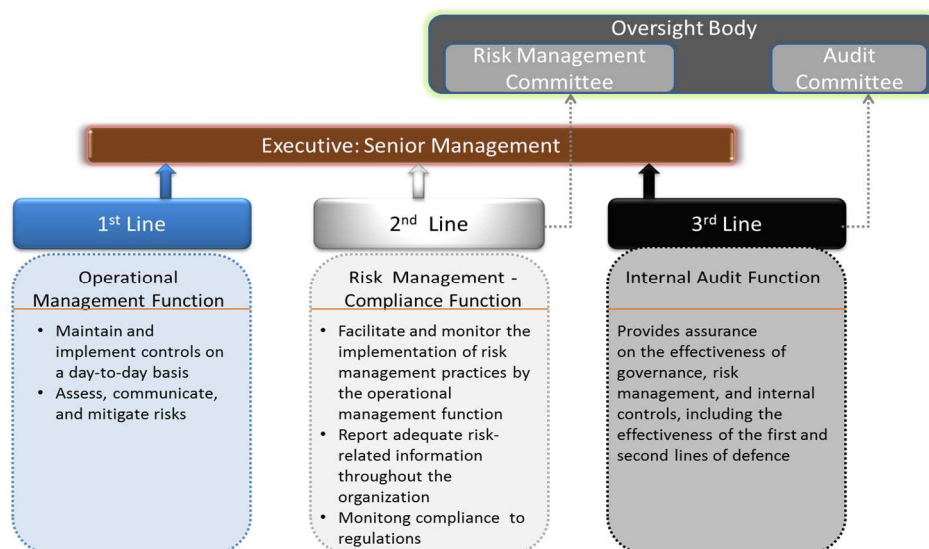 Oversight Body
Risk Management
Committee
Audit
Committee
Executive: Senior Management
1st Line
2nd Line
3rd Line
Operational
Management Function
• Maintain and
implement controls on
a day-to-day basis
• Assess, communicate,
and mitigate risks
Risk Management -
Compliance Function
• Facilitate and monitor the
implementation of risk
management practices by
the operational
management function
• Report adequate risk-
related information
throughout the
organization
• Monitong compliance to
regulations
Internal Audit Function
Provides assurance
on the effectiveness of
governance, risk
management, and internal
controls, including the
effectiveness of the first and
second lines of defence